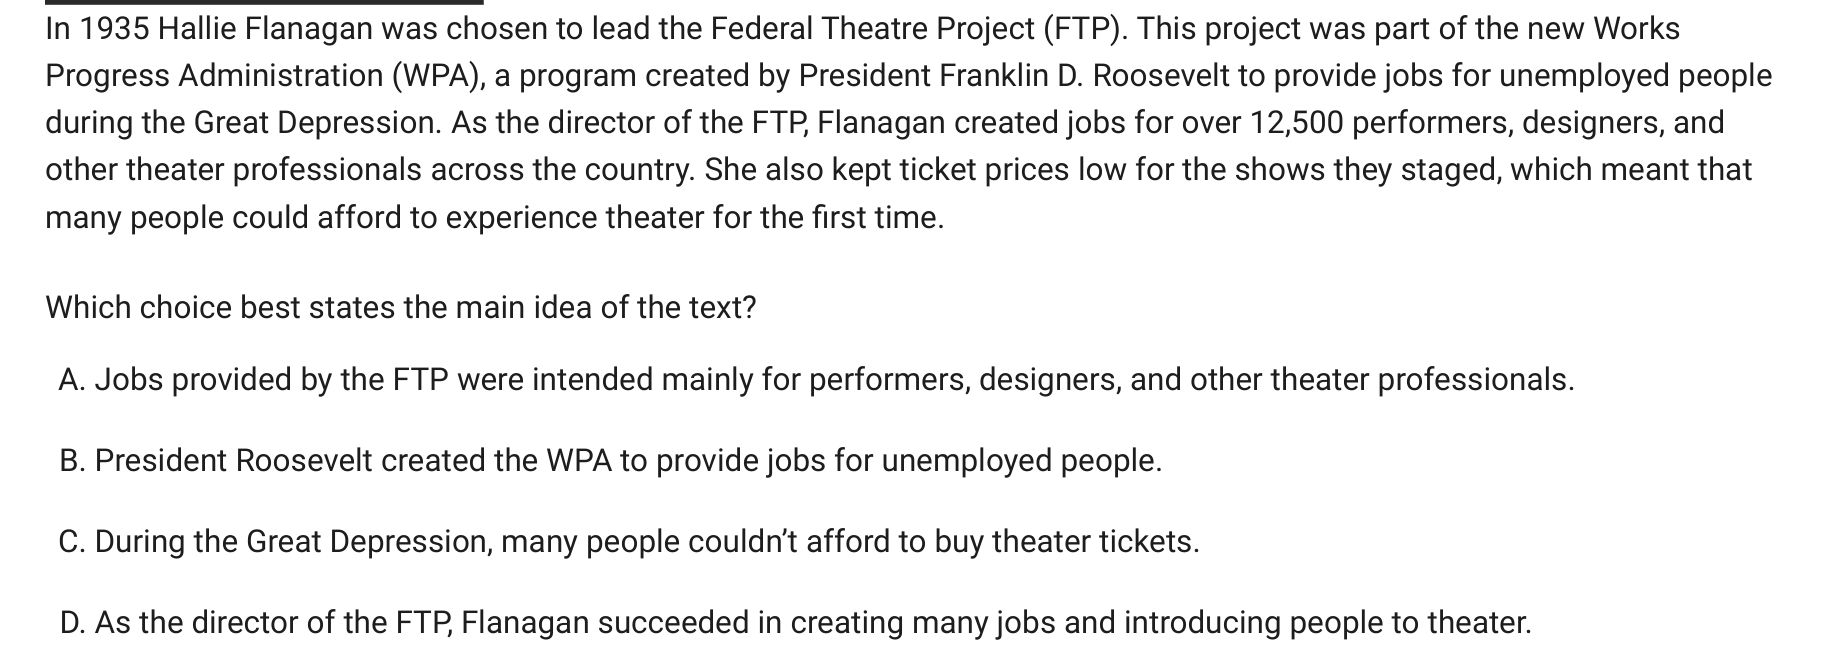 In 1935 Hallie Flanagan was chosen to lead the Federal Theatre Project (FTP). This project was part of the new Works
Progress Administration (WPA), a program created by President Franklin D. Roosevelt to provide jobs for unemployed people
during the Great Depression. As the director of the FTP, Flanagan created jobs for over 12,500 performers, designers, and
other theater professionals across the country. She also kept ticket prices low for the shows they staged, which meant that
many people could afford to experience theater for the first time.
Which choice best states the main idea of the text?
A. Jobs provided by the FTP were intended mainly for performers, designers, and other theater professionals.
B. President Roosevelt created the WPA to provide jobs for unemployed people.
C. During the Great Depression, many people couldn’t afford to buy theater tickets.
D. As the director of the FTP, Flanagan succeeded in creating many jobs and introducing people to theater.